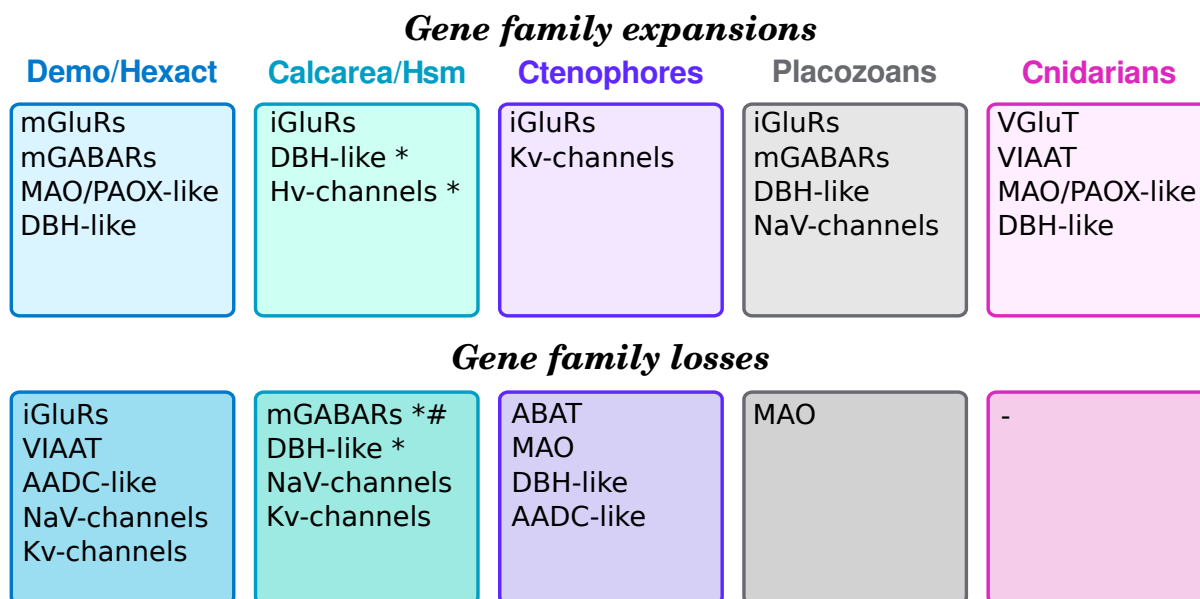 Gene family expansions
Demo/Hexact
mGluRs
mGABARs
MAO/PAOX-like
DBH-like
Calcarea/Hsm
iGluRs
DBH-like *
Hv-channels *
Ctenophores
iGluRs
Kv-channels
Placozoans
iGluRs
mGABARs
DBH-like
NaV-channels
Cnidarians
VGluT
VIAAT
MAO/PAOX-like
DBH-like
Gene family losses
iGluRs
VIAAT
AADC-like
NaV-channels
Kv-channels
mGABARs *#
DBH-like *
NaV-channels
Kv-channels
ABAT
MAO
DBH-like
AADC-like
MAO
-